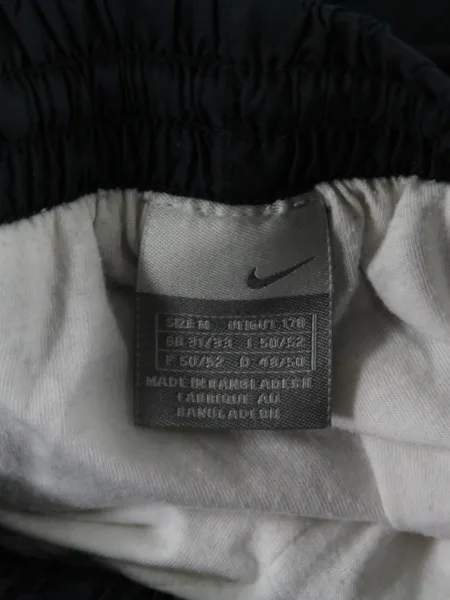 SIZE M HEIGHT 178
GB 31/33 I 50/52
F 50/52 D 48/50
MADE IN BANGLADESH
FABRIQUE AU
BANGLADESH